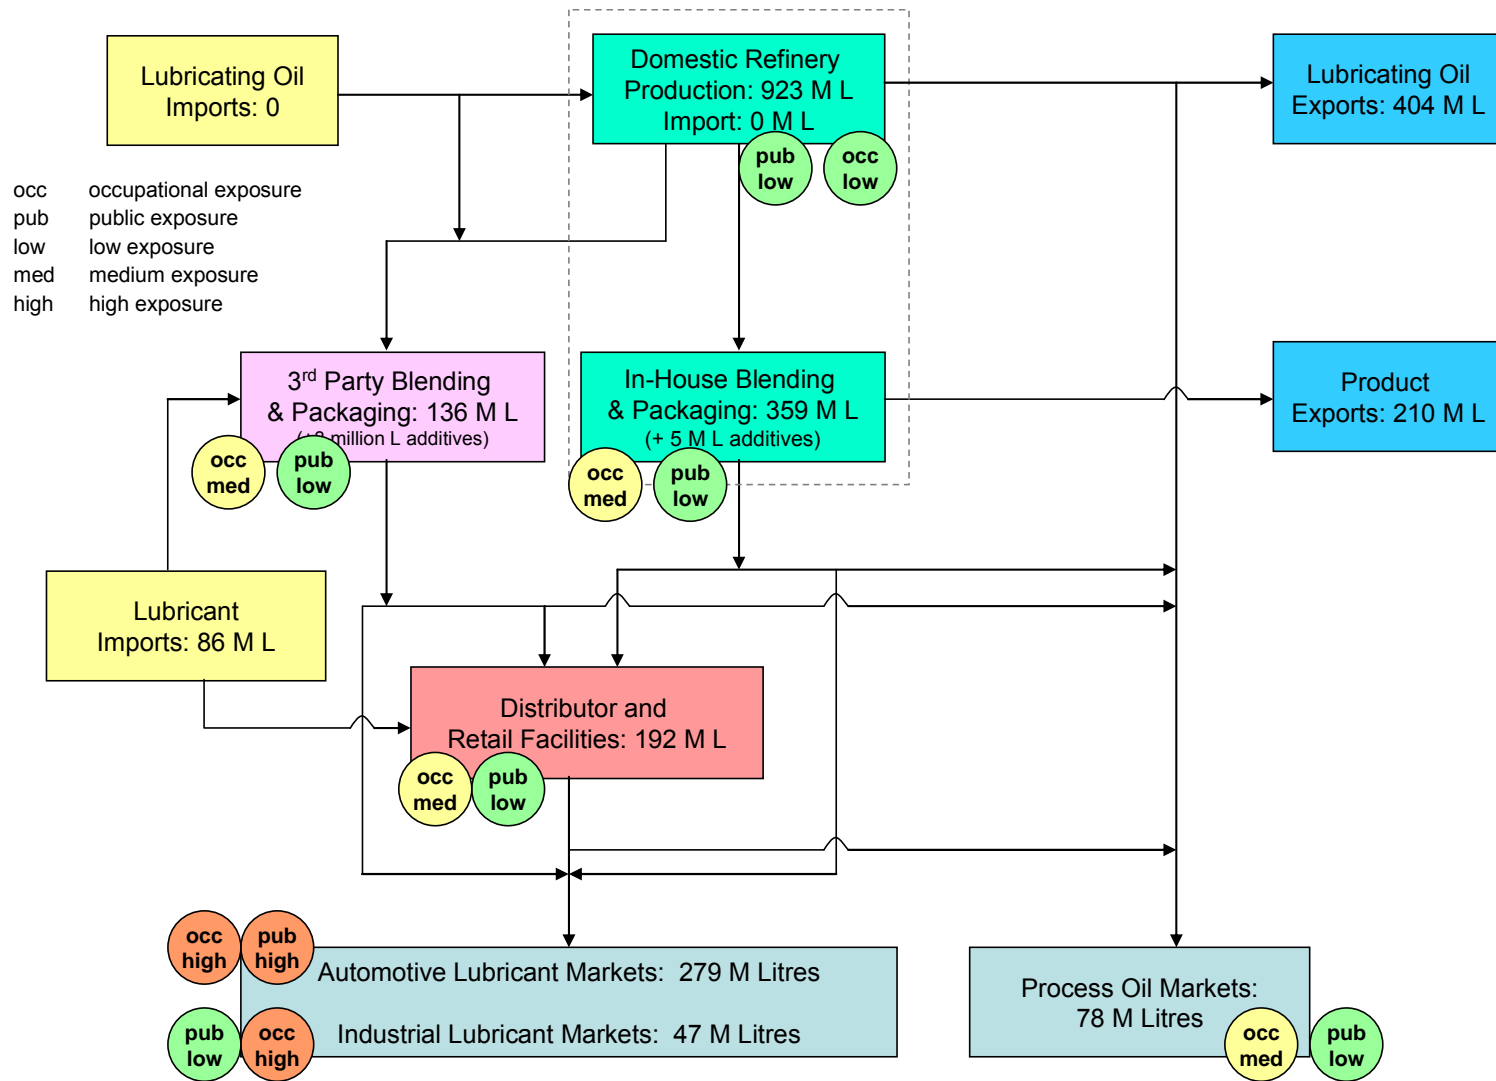 Lubricating Oil
Imports: 0
Domestic Refinery
Production: 923 M L
Import: 0 M L
pub
low
occ
low
Lubricating Oil
Exports: 404 M L
occ occupational exposure
pub public exposure
low low exposure
med medium exposure
high high exposure
3rd Party Blending
& Packaging: 136 M L
million L additives)
occ
med
pub
low
In-House Blending
& Packaging: 359 M L
(+ 5 M L additives)
occ
med
pub
low
Product
Exports: 210 M L
Lubricant
Imports: 86 M L
Distributor and
Retail Facilities: 192 M L
occ
med
pub
low
occ
high
pub
high
Automotive Lubricant Markets: 279 M Litres
pub
low
occ
high
Industrial Lubricant Markets: 47 M Litres
Process Oil Markets:
78 M Litres
occ
med
pub
low